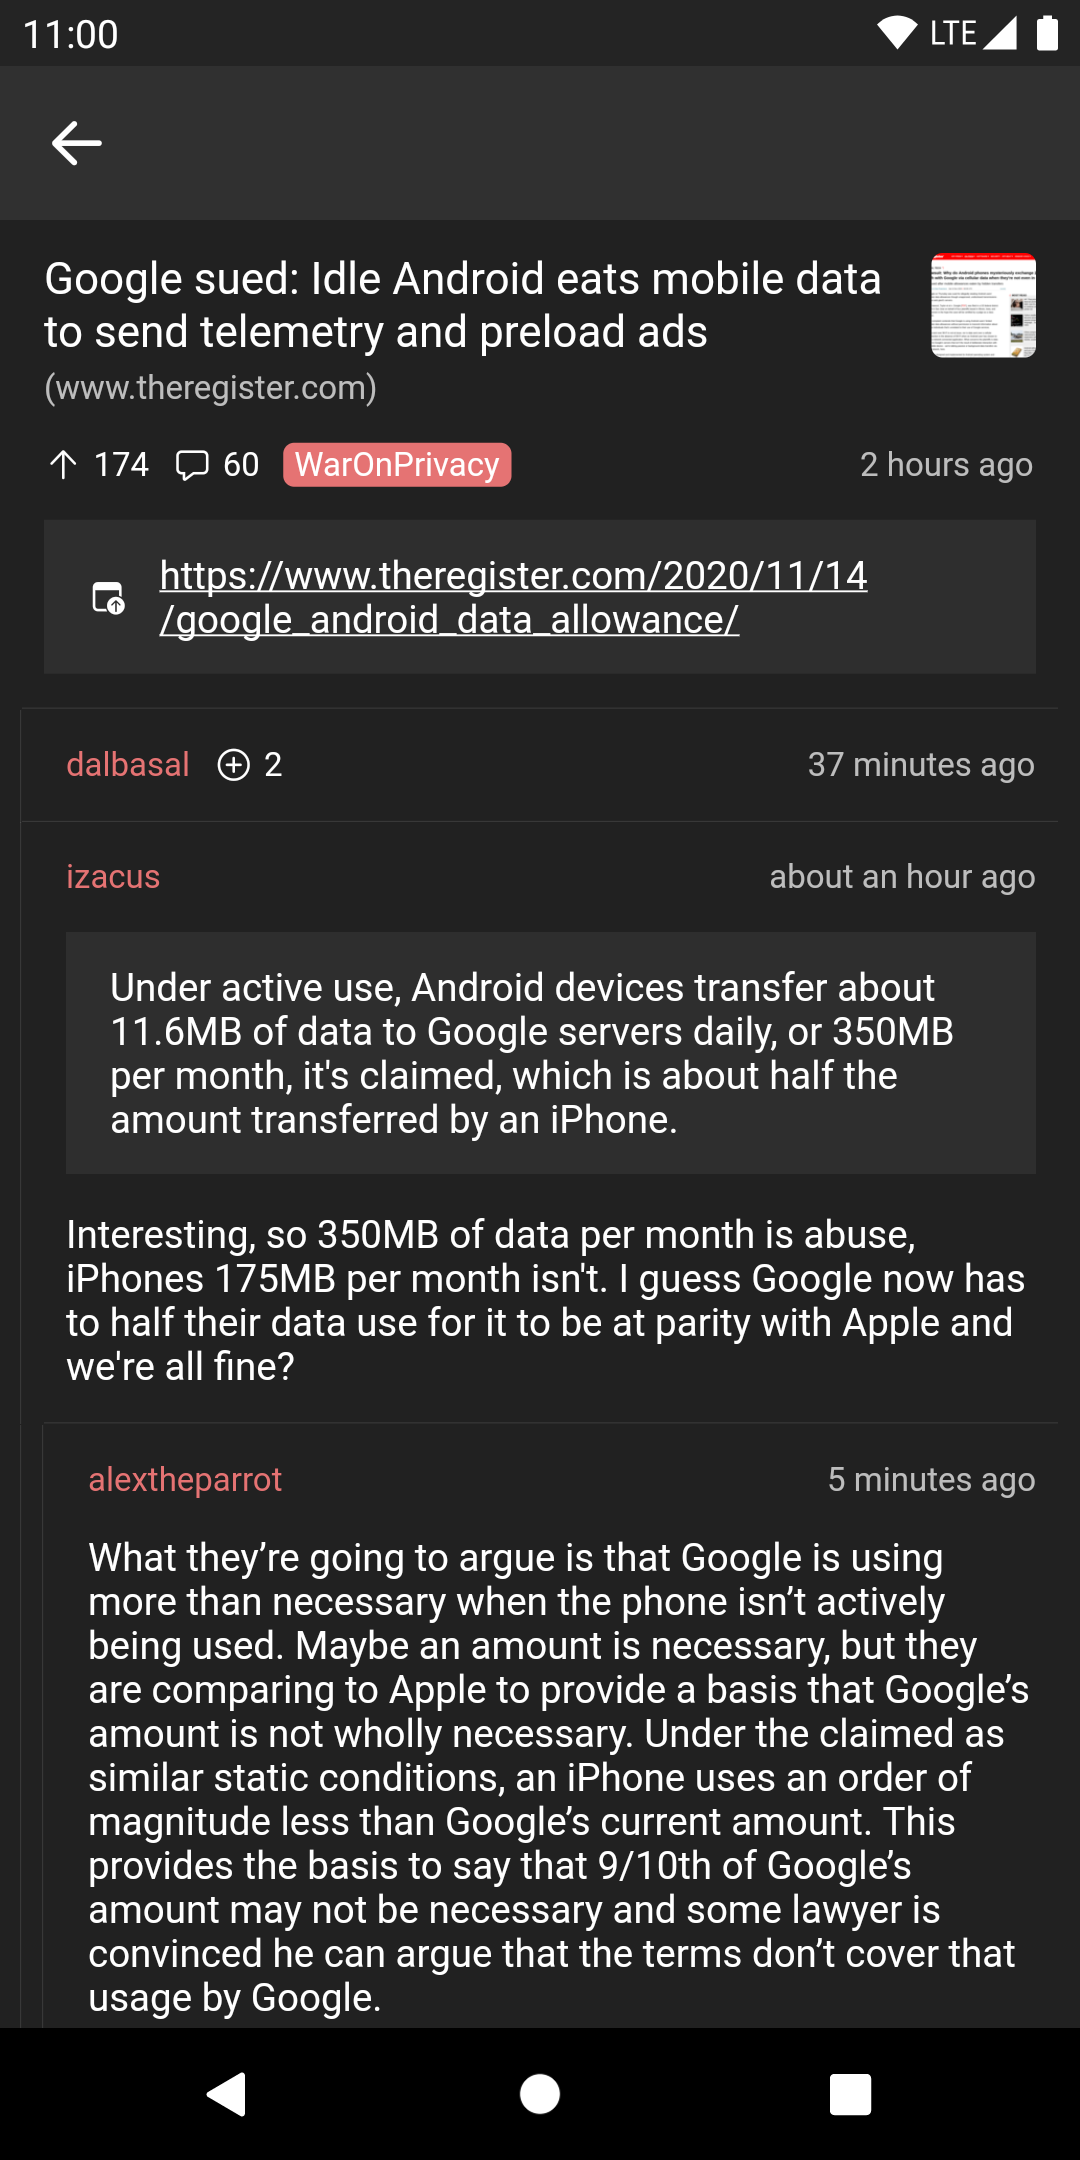 11:00
LTE
Google sued: Idle Android eats mobile data
to send telemetry and preload ads
(www.theregister.com)
174 60 WarOnPrivacy 2 hours ago
https://www.theregister.com/2020/11/14
/google_android_data_allowance/
dalbasal 2 37 minutes ago
izacus about an hour ago
Under active use, Android devices transfer about
11.6MB of data to Google servers daily, or 350MB
per month, it's claimed, which is about half the
amount transferred by an iPhone.
Interesting, so 350MB of data per month is abuse,
iPhones 175MB per month isn't. I guess Google now has
to half their data use for it to be at parity with Apple and
we're all fine?
alextheparrot 5 minutes ago
What they’re going to argue is that Google is using
more than necessary when the phone isn’t actively
being used. Maybe an amount is necessary, but they
are comparing to Apple to provide a basis that Google’s
amount is not wholly necessary. Under the claimed as
similar static conditions, an iPhone uses an order of
magnitude less than Google’s current amount. This
provides the basis to say that 9/10th of Google’s
amount may not be necessary and some lawyer is
convinced he can argue that the terms don’t cover that
usage by Google.